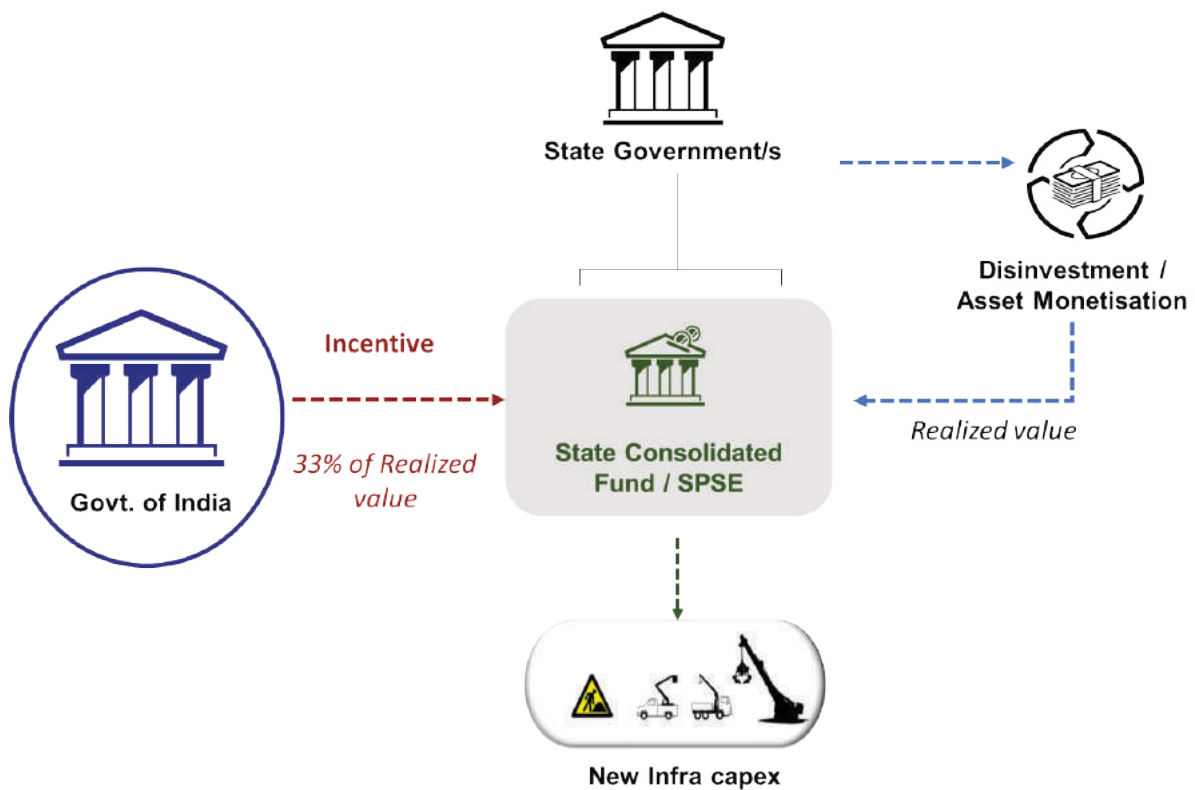 State Government/s
Disinvestment /
Asset Monetisation
Incentive
33% of Realized
value
Govt. of India
State Consolidated
Fund / SPSE
Realized value
New Infra capex